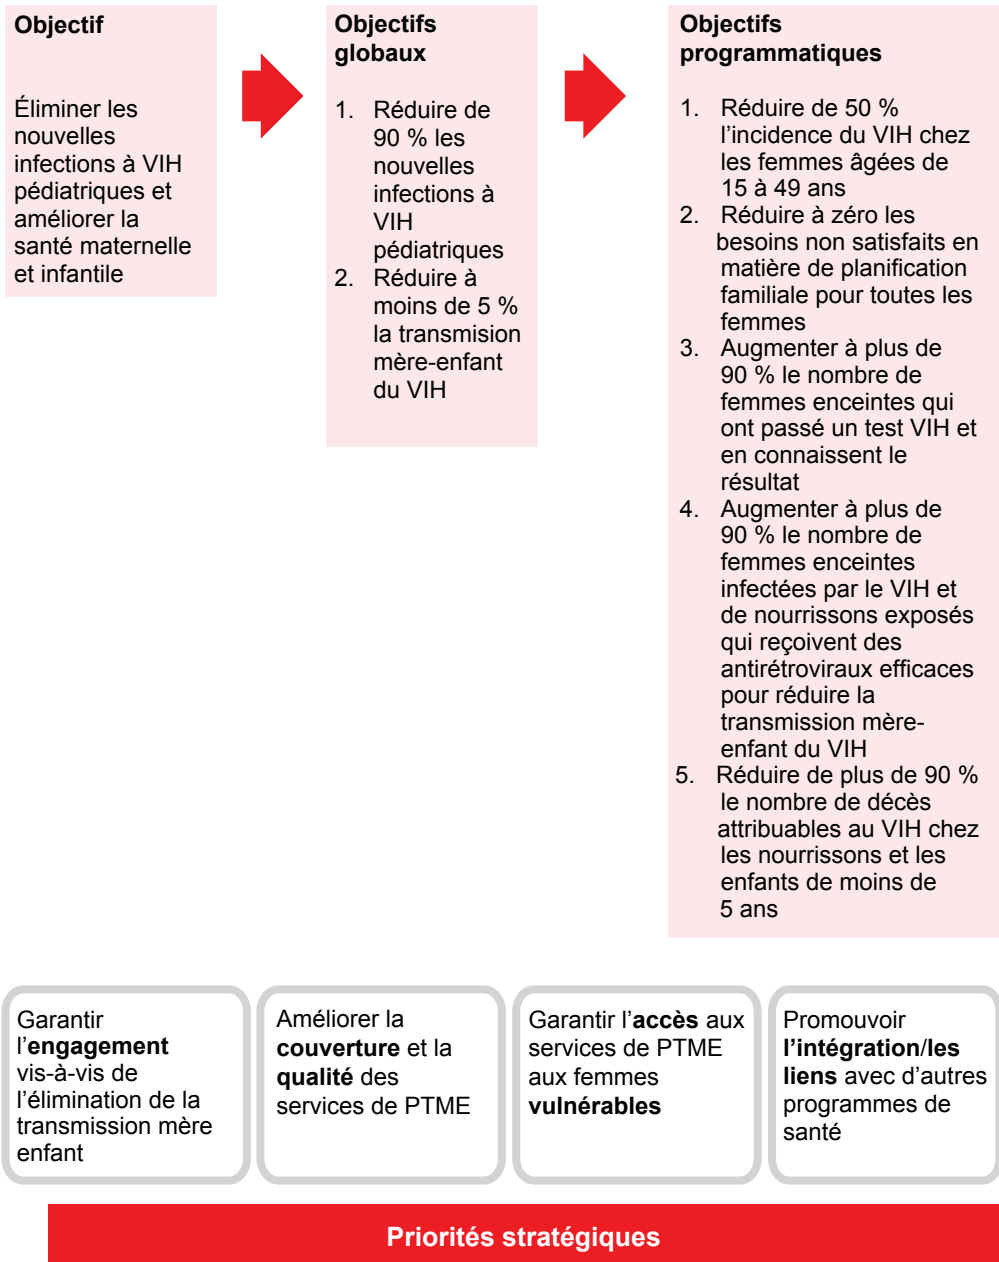 Objectif
Éliminer les
nouvelles
infections à VIH
pédiatriques et
améliorer la
santé maternelle
et infantile
Objectifs
globaux
1. Réduire de
90 % les
nouvelles
infections à
VIH
pédiatriques
2. Réduire à
moins de 5 %
la transmision
mère-enfant
du VIH
Objectifs
programmatiques
1. Réduire de 50 %
l'incidence du VIH chez
les femmes âgées de
15 à 49 ans
2. Réduire à zéro les
besoins non satisfaits en
matière de planification
familiale pour toutes les
femmes
3. Augmenter à plus de
90 % le nombre de
femmes enceintes qui
ont passé un test VIH et
en connaissent le
résultat
4. Augmenter à plus de
90 % le nombre de
femmes enceintes
infectées par le VIH et
de nourrissons exposés
qui reçoivent des
antirétroviraux efficaces
pour réduire la
transmission mère-
enfant du VIH
5. Réduire de plus de 90 %
le nombre de décès
attribuables au VIH chez
les nourrissons et les
enfants de moins de
5 ans
Garantir
l'engagement
vis-à-vis de
l'élimination de la
transmission mère
enfant
Améliorer la
couverture et la
qualité des
services de PTME
Garantir l'accès aux
services de PTME
aux femmes
vulnérables
Promouvoir
l'intégration/les
liens avec d'autres
programmes de
santé
Priorités stratégiques